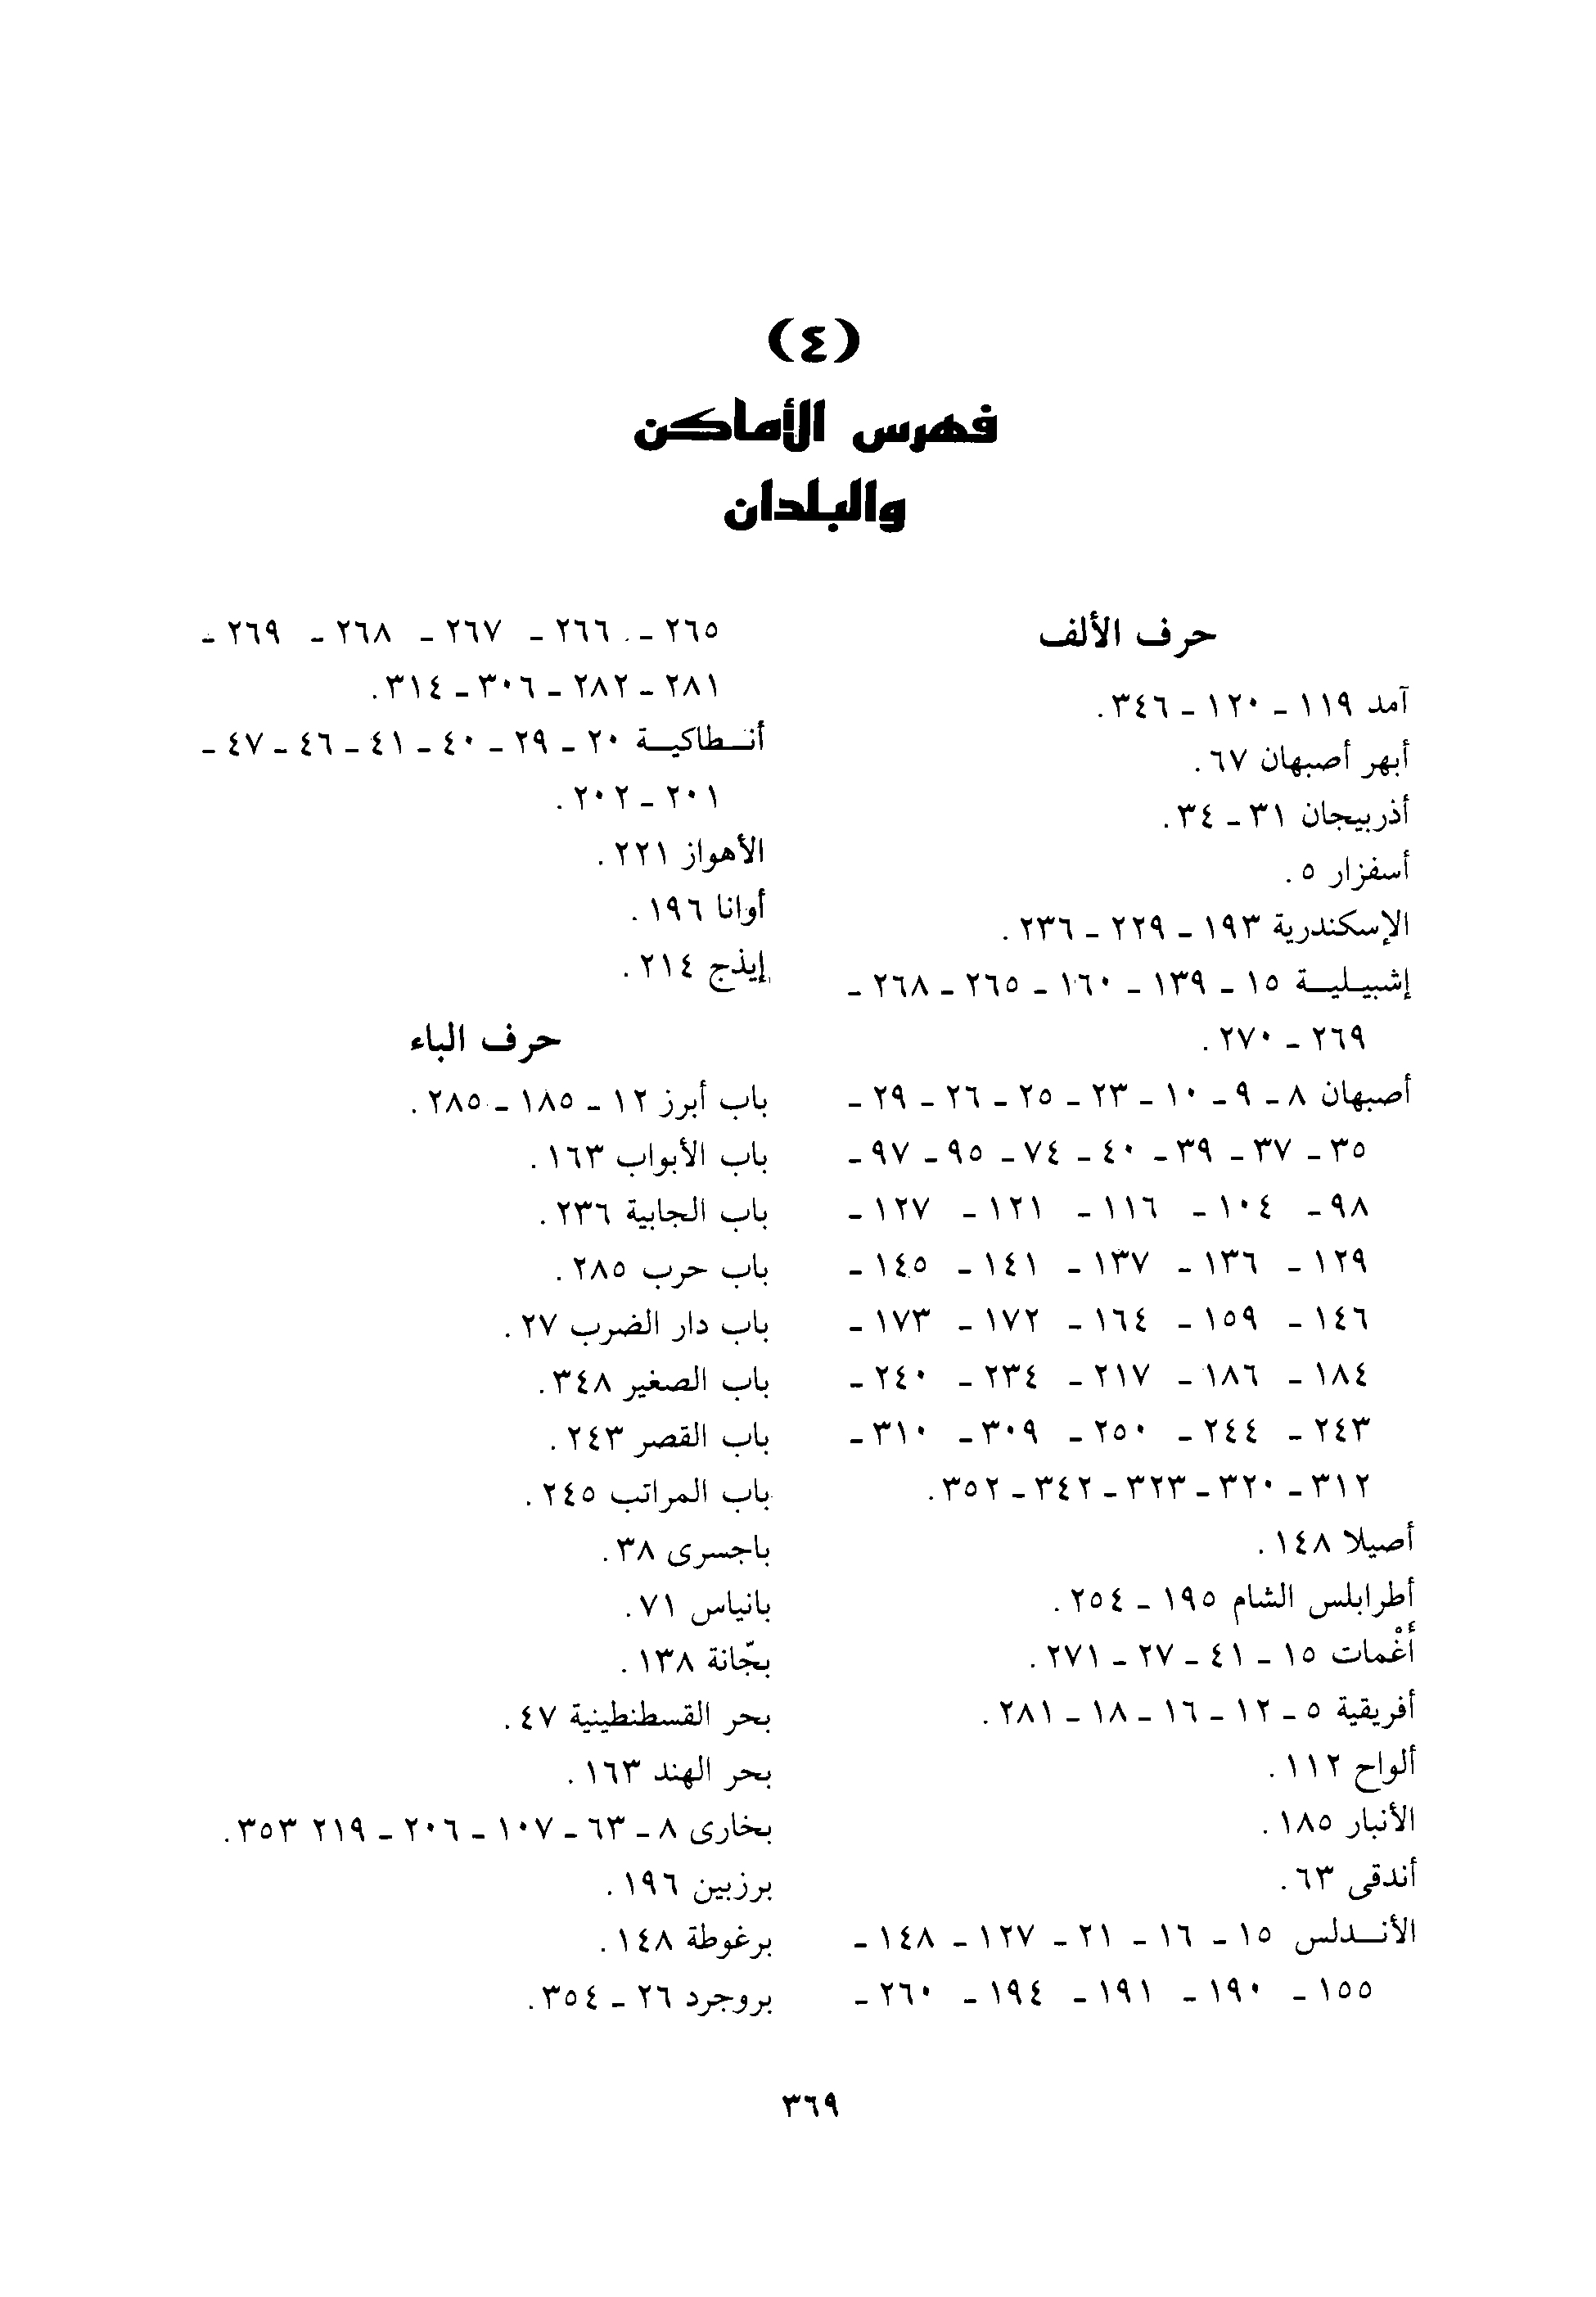 (٤)
فهرس الأماكن
والبلدان
حرف الألف
آمد ١١٩ - ١٢٠ - ٣٤٦.
أبهر أصبهان ٦٧.
أذربيجان ٣١ - ٣٤.
أسفزار ٥.
الإسكندرية ١٩٣ - ٢٢٩ - ٢٣٦.
إشبيلية ١٥ - ١٣٩ - ١٦٠ - ٢٦٥ - ٢٦٨ -
٢٦٩ - ٢٧٠.
أصبهان ٨ - ٩ - ١٠ - ٢٣ - ٢٥ - ٢٦ - ٢٩ -
٣٥ - ٣٧ - ٣٩ - ٤٠ - ٧٤ - ٩٥ - ٩٧ -
٩٨ - ١٠٤ - ١١٦ - ١٢١ - ١٢٧ -
١٢٩ - ١٣٦ - ١٣٧ - ١٤١ - ١٤٥ -
١٤٦ - ١٥٩ - ١٦٤ - ١٧٢ - ١٧٣ -
١٨٤ - ١٨٦ - ٢١٧ - ٢٣٤ - ٢٤٠ -
٢٤٣ - ٢٤٤ - ٢٥٠ - ٣٠٩ - ٣١٠ -
٣١٢ - ٣٢٠ - ٣٢٣ - ٣٤٢ - ٣٥٢.
أصيلا ١٤٨.
أطرابلس الشام ١٩٥ - ٢٥٤.
أَغْمات ١٥ - ٤١ - ٢٧ - ٢٧١.
أفريقية ٥ - ١٢ - ١٦ - ١٨ - ٢٨١.
ألواح ١١٢.
الأنبار ١٨٥.
أندقى ٦٣.
الأندلس ١٥ - ١٦ - ٢١ - ١٢٧ - ١٤٨ -
١٥٥ - ١٩٠ - ١٩١ - ١٩٤ - ٢٦٠ -
٢٦٥ - ٢٦٦ - ٢٦٧ - ٢٦٨ - ٢٦٩ -
٢٨١ - ٢٨٢ - ٣٠٦ - ٣١٤.
أنطاكية ٢٠ - ٢٩ - ٤٠ - ٤١ - ٤٦ - ٤٧ -
٢٠١ - ٢٠٢.
الأهواز ٢٢١.
أوانا ١٩٦.
إيذج ٢١٤.
حرف الباء
باب أبرز ١٢ - ١٨٥ - ٢٨٥.
باب الأبواب ١٦٣.
باب الجابية ٢٣٦.
باب حرب ٢٨٥.
باب دار الضرب ٢٧.
باب الصغير ٣٤٨.
باب القصر ٢٤٣.
باب المراتب ٢٤٥.
باجسرى ٣٨.
بانياس ٧١.
بجّانة ١٣٨.
بحر القسطنطينية ٤٧.
بحر الهند ١٦٣.
بخارى ٨ - ٦٣ - ١٠٧ - ٢٠٦ - ٢١٩ ٣٥٣.
برزبين ١٩٦.
برغوطة ١٤٨.
بروجرد ٢٦ - ٣٥٤.
٣٦٩